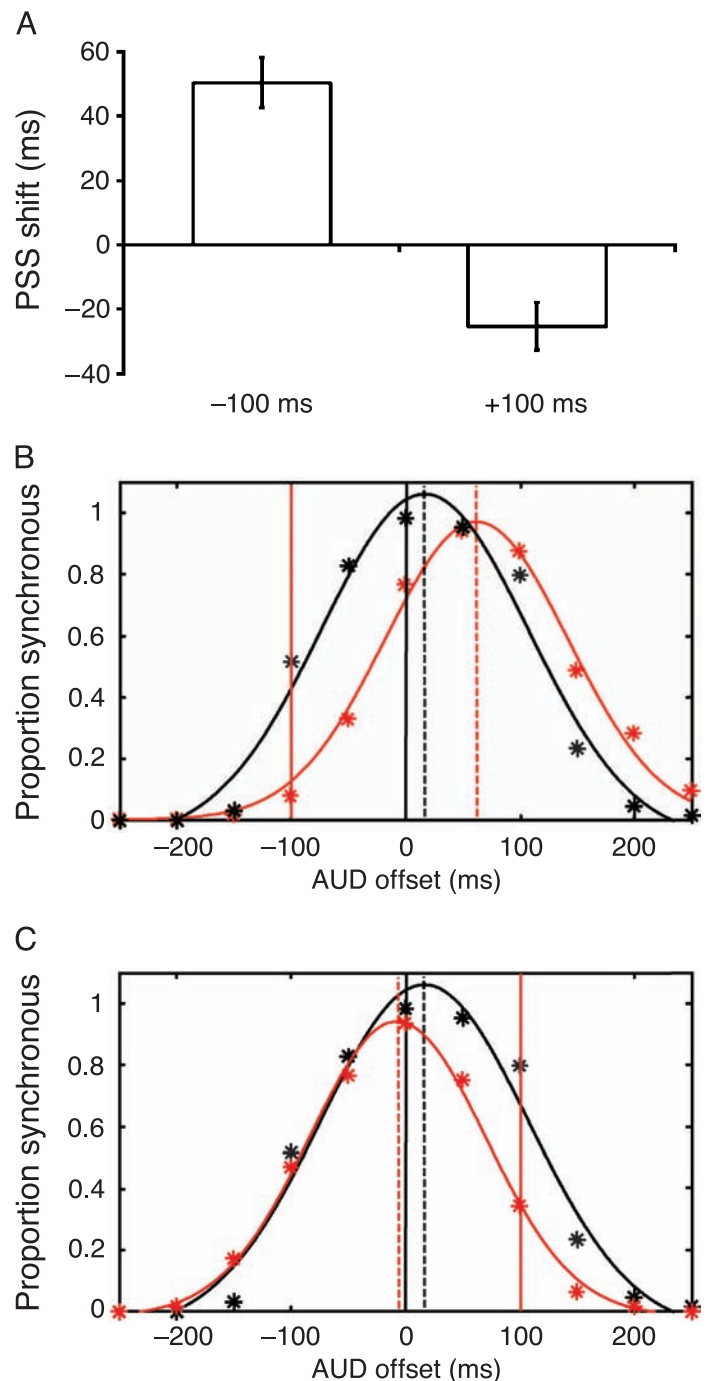 A
PSS shift (ms)
60
40
20
0
−20
−40
−100 ms
+100 ms
B
Proportion synchronous
1
0.8
0.6
0.4
0.2
0
−200
−100
0
100
200
AUD offset (ms)
C
Proportion synchronous
1
0.8
0.6
0.4
0.2
0
−200
−100
0
100
200
AUD offset (ms)